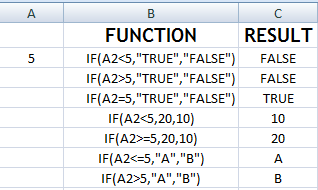 A B C
FUNCTION RESULT
5 IF(A2<5,"TRUE","FALSE") FALSE
IF(A2>5,"TRUE","FALSE") FALSE
IF(A2=5,"TRUE","FALSE") TRUE
IF(A2<5,20,10) 10
IF(A2>=5,20,10) 20
IF(A2<=5,"A","B") A
IF(A2>5,"A","B") B